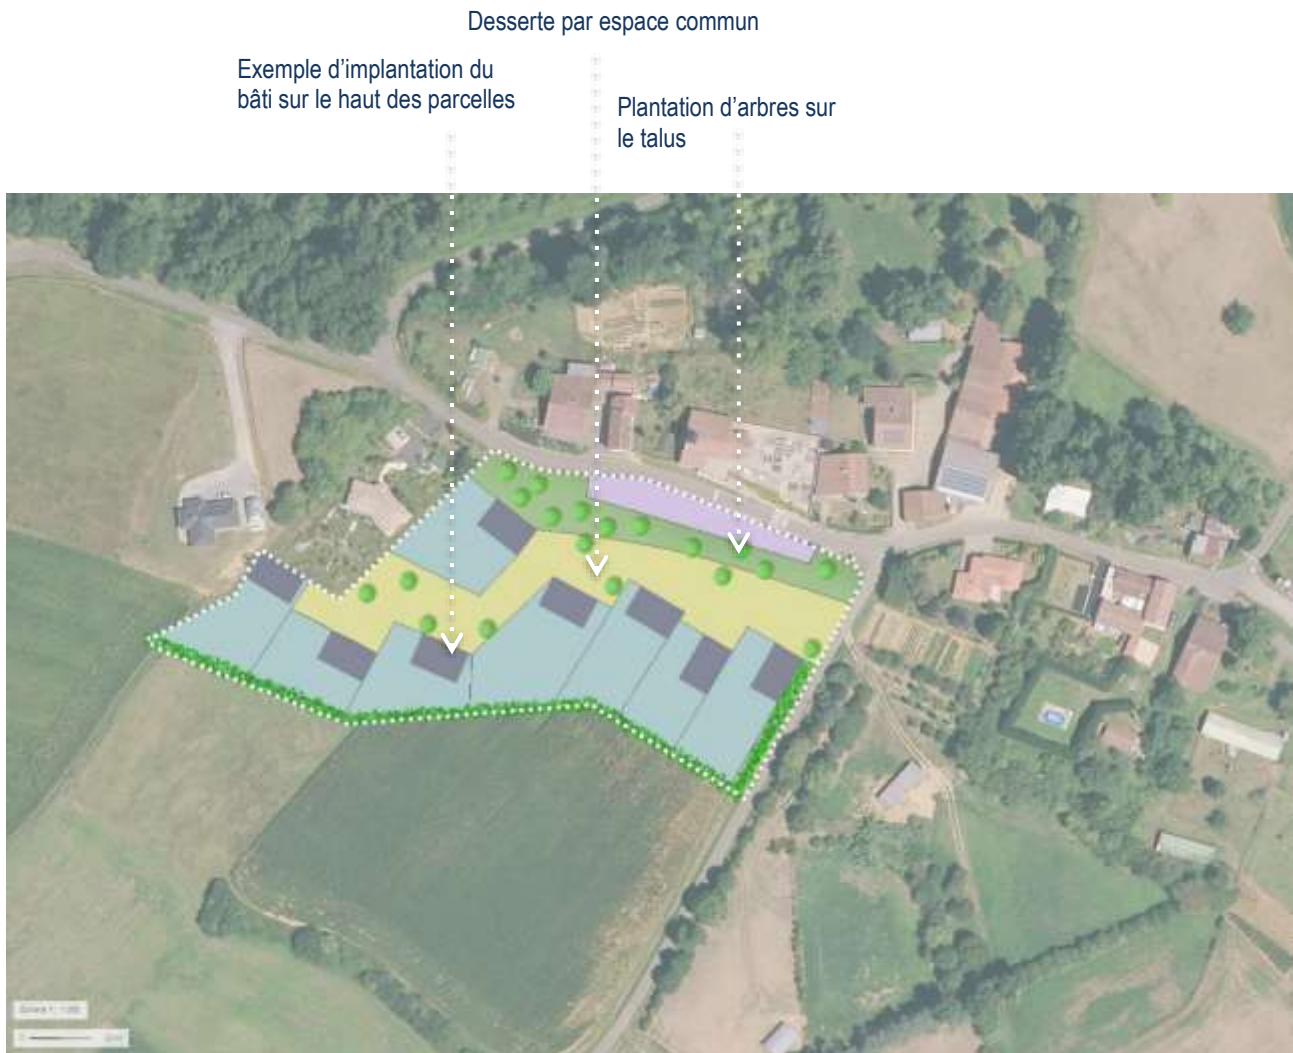 Desserte par espace commun
Exemple d'implantation du
bâti sur le haut des parcelles
Plantation d'arbres sur
le talus